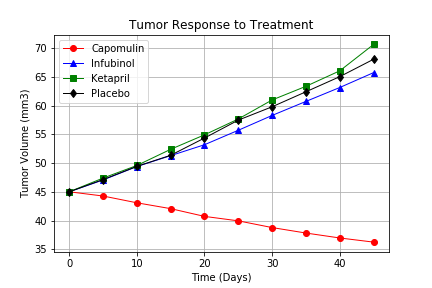 Tumor Response to Treatment
Capomulin
Infubinol
Ketapril
Placebo
Tumor Volume (mm3)
70
65
60
55
50
45
40
35
0
10
20
30
40
Time (Days)